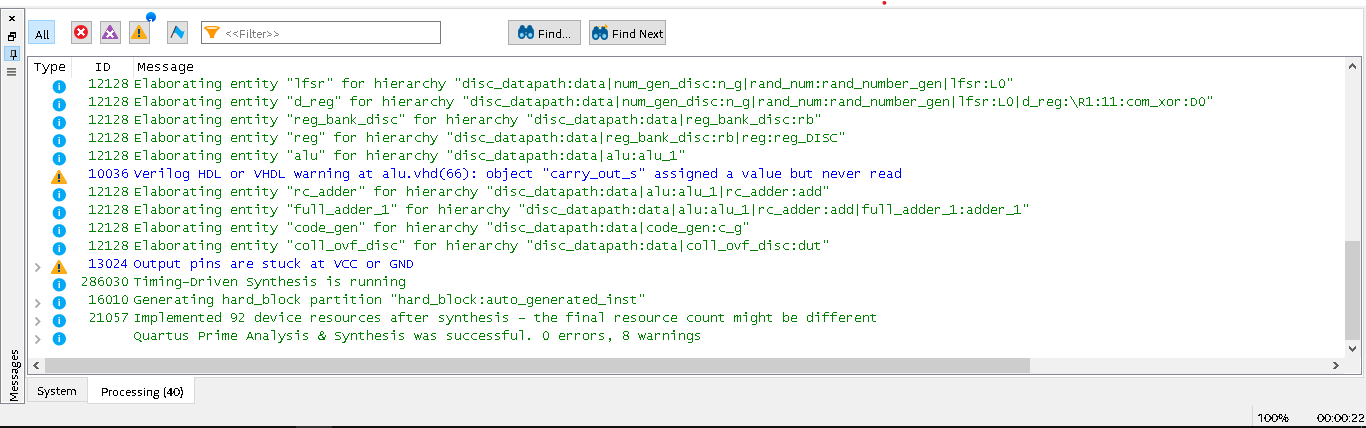 All
<<Filter>>
Find...
Find Next
Type ID Message
12128 Elaborating entity "lfsr" for hierarchy "disc_datapath:data|num_gen_disc:n_g|rand_num:rand_number_gen|lfsr:L0"
12128 Elaborating entity "d_reg" for hierarchy "disc_datapath:data|num_gen_disc:n_g|rand_num:rand_number_gen|lfsr:L0|d_reg:\R1:11:com_xor:D0"
12128 Elaborating entity "reg_bank_disc" for hierarchy "disc_datapath:data|reg_bank_disc:rb"
12128 Elaborating entity "reg" for hierarchy "disc_datapath:data|reg_bank_disc:rb|reg:reg_DISC"
12128 Elaborating entity "alu" for hierarchy "disc_datapath:data|alu:alu_1"
10036 Verilog HDL or VHDL warning at alu.vhd(66): object "carry_out_s" assigned a value but never read
12128 Elaborating entity "rc_adder" for hierarchy "disc_datapath:data|alu:alu_1|rc_adder:add"
12128 Elaborating entity "full_adder_1" for hierarchy "disc_datapath:data|alu:alu_1|rc_adder:add|full_adder_1:adder_1"
12128 Elaborating entity "code_gen" for hierarchy "disc_datapath:data|code_gen:c_g"
12128 Elaborating entity "coll_ovf_disc" for hierarchy "disc_datapath:data|coll_ovf_disc:dut"
13024 Output pins are stuck at VCC or GND
286030 Timing-Driven Synthesis is running
16010 Generating hard_block partition "hard_block:auto_generated_inst"
21057 Implemented 92 device resources after synthesis - the final resource count might be different
Quartus Prime Analysis & Synthesis was successful. 0 errors, 8 warnings
Messages
System
Processing (40)
100% 00:00:22